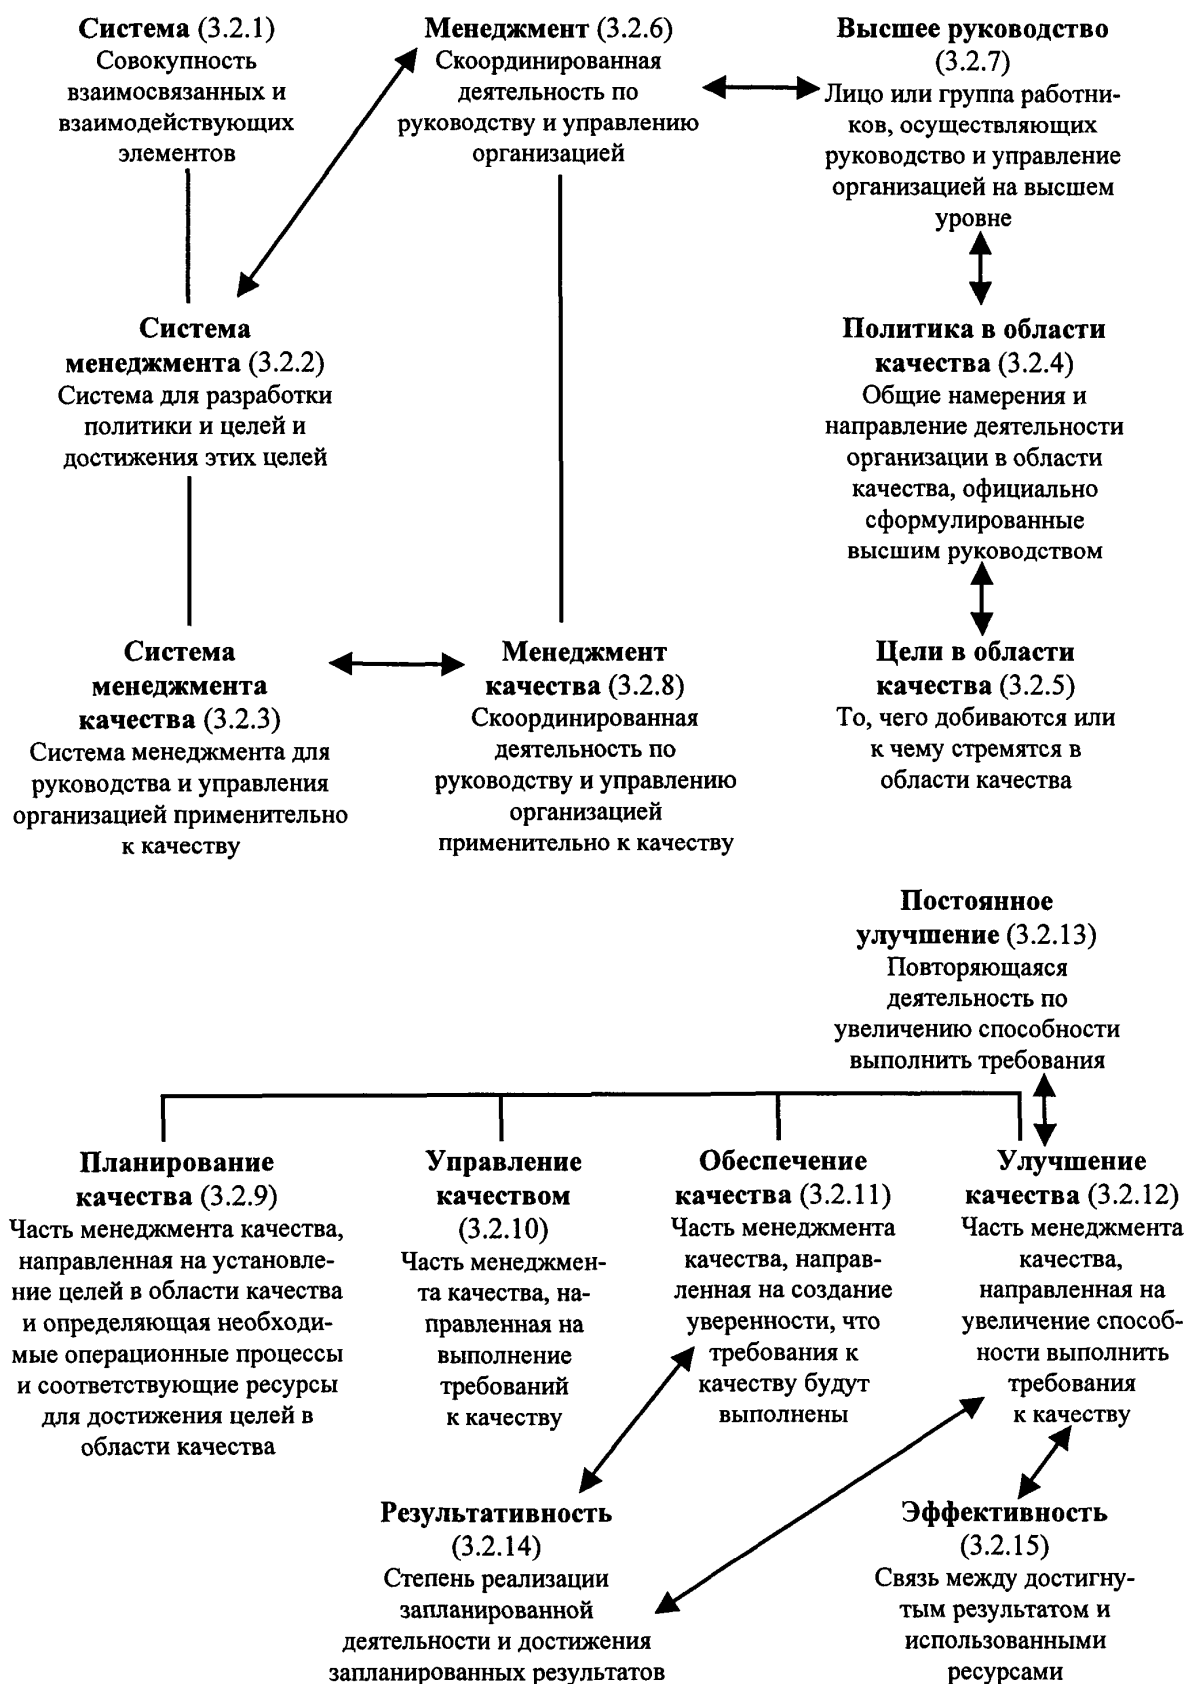 Система (3.2.1)
Совокупность
взаимосвязанных и
взаимодействующих
элементов
Менеджмент (3.2.6)
Скоординированная
деятельность по
руководству и управлению
организацией
Высшее руководство
(3.2.7)
Лицо или группа работни-
ков, осуществляющих
руководство и управление
организацией на высшем
уровне
Система
менеджмента (3.2.2)
Система для разработки
политики и целей и
достижения этих целей
Политика в области
качества (3.2.4)
Общие намерения и
направление деятельности
организации в области
качества, официально
сформулированные
высшим руководством
Система
менеджмента
качества (3.2.3)
Система менеджмента для
руководства и управления
организацией применительно
к качеству
Менеджмент
качества (3.2.8)
Скоординированная
деятельность по
руководству и управлению
организацией
применительно к качеству
Цели в области
качества (3.2.5)
То, чего добиваются или
к чему стремятся в
области качества
Постоянное
улучшение (3.2.13)
Повторяющаяся
деятельность по
увеличению способности
выполнить требования
Планирование
качества (3.2.9)
Часть менеджмента качества,
направленная на установле-
ние целей в области качества
и определяющая необходи-
мые операционные процессы
и соответствующие ресурсы
для достижения целей в
области качества
Управление
качеством
(3.2.10)
Часть менеджмен-
та качества, на-
правленная на
выполнение
требований
к качеству
Обеспечение
качества (3.2.11)
Часть менеджмента
качества, направ-
ленная на создание
уверенности, что
требования к
качеству будут
выполнены
Улучшение
качества (3.2.12)
Часть менеджмента
качества,
направленная на
увеличение способ-
ности выполнить
требования
к качеству
Результативность
(3.2.14)
Степень реализации
запланированной
деятельности и достижения
запланированных результатов
Эффективность
(3.2.15)
Связь между достигну-
тым результатом и
использованными
ресурсами